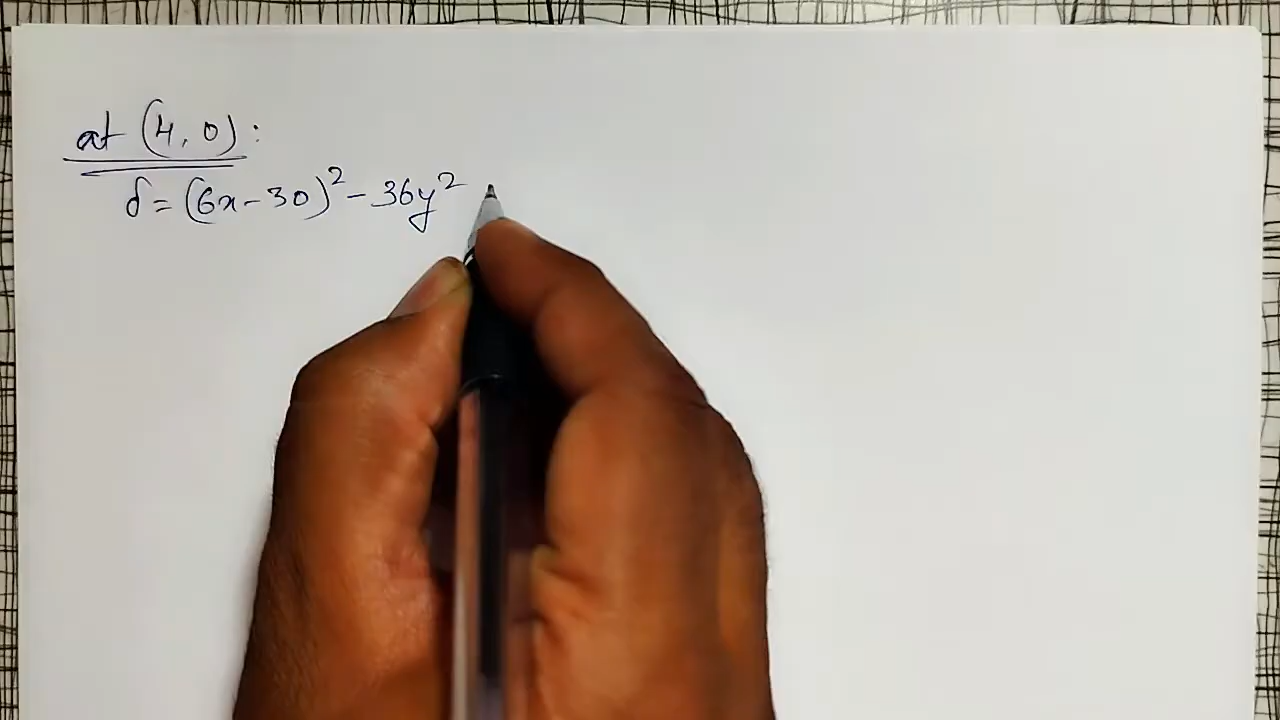 at (4, 0) :
δ = (6x - 30)² - 36y²